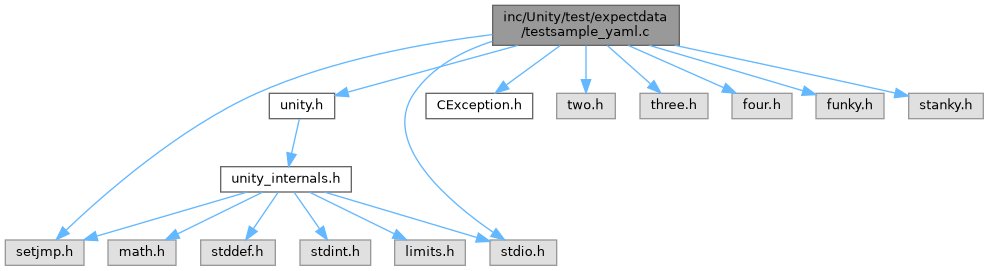 inc/Unity/test/expectdata
/testsample_yaml.c
unity.h
CException.h
two.h
three.h
four.h
funky.h
stanky.h
unity_internals.h
setjmp.h
math.h
stddef.h
stdint.h
limits.h
stdio.h